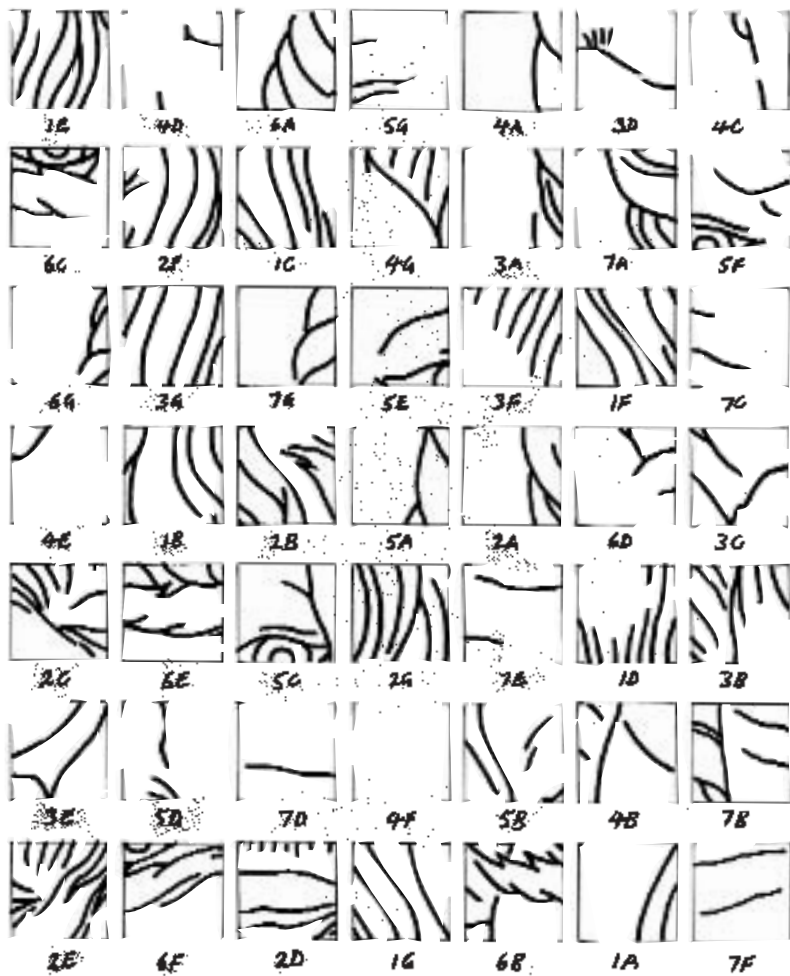 1E 4D 6A 5G 4A 3D 4C
6C 2F 1C 4G 3A 7A 5F
6G 3G 7G 5E 3F 1F 7C
4E 1B 2B 5A 2A 6D 3C
2C 6E 5C 2G 7E 1D 3B
3E 5D 7D 4F 5B 4B 7B
2E 6F 2D 1G 6B 1A 7F